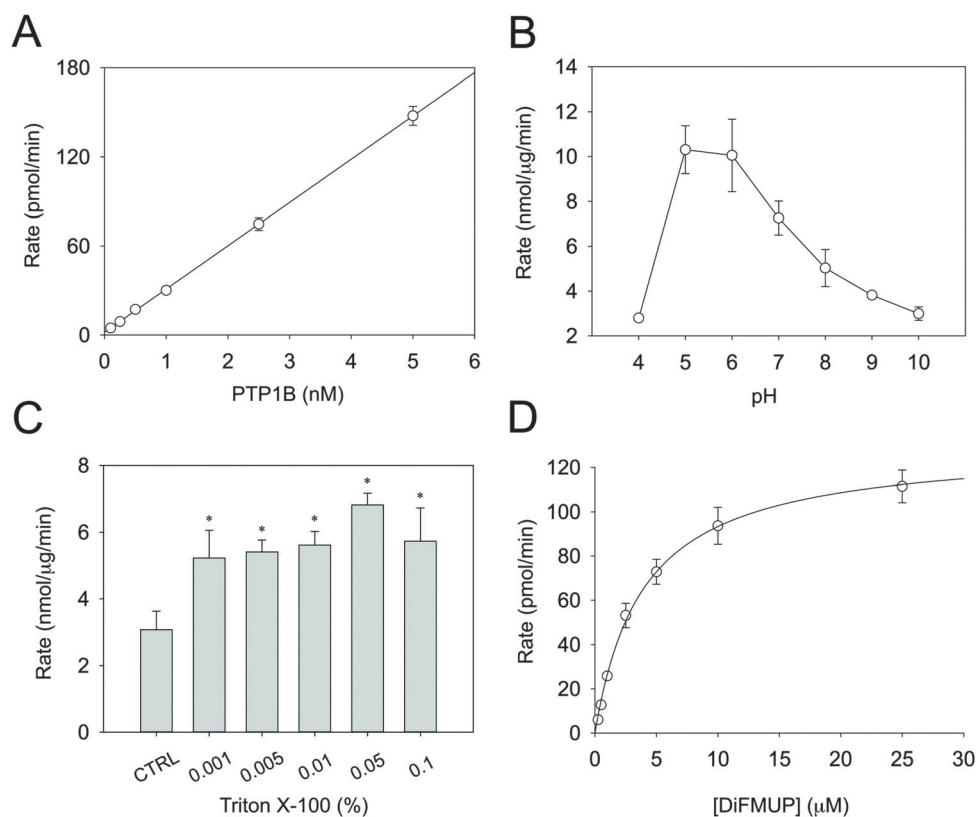 A
180
120
60
0
Rate (pmol/min)
0 1 2 3 4 5 6
PTP1B (nM)
B
14
12
10
8
6
4
2
Rate (nmol/μg/min)
4 5 6 7 8 9 10
pH
C
8
6
4
2
0
Rate (nmol/μg/min)
* * * * *
CTRL 0.001 0.005 0.01 0.05 0.1
Triton X-100 (%)
D
120
100
80
60
40
20
0
Rate (pmol/min)
0 5 10 15 20 25 30
[DiFMUP] (μM)